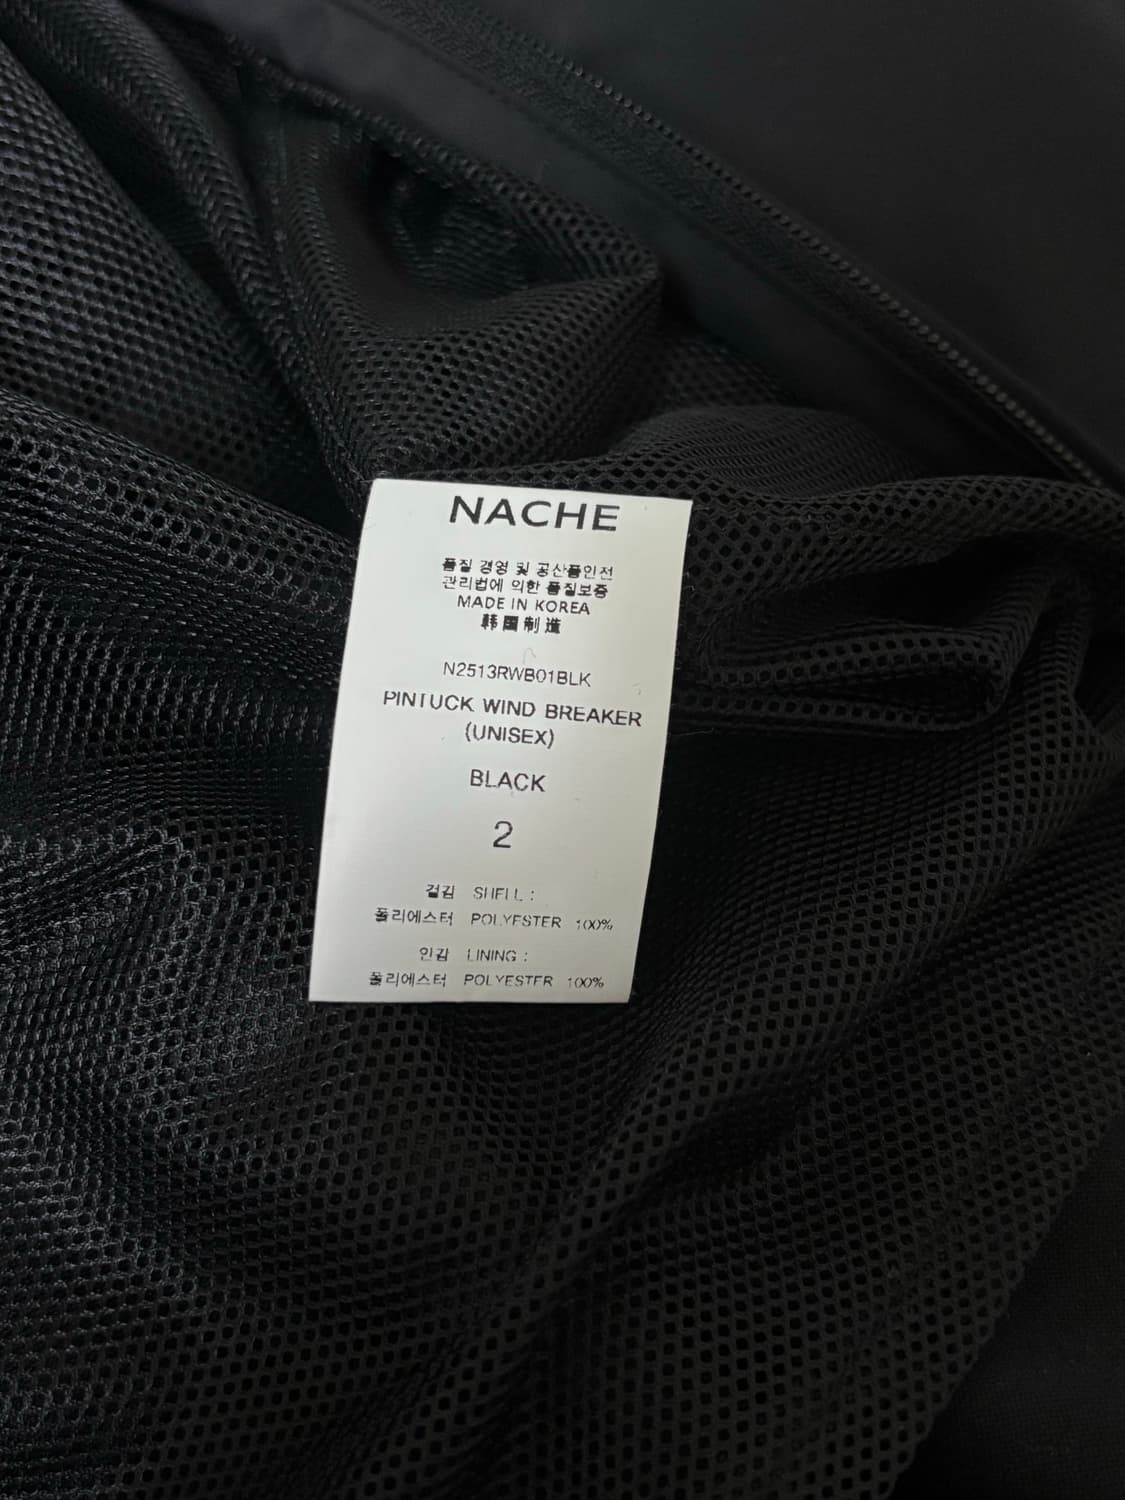 NACHE
품질 경영 및 공산품안전
관리법에 의한 품질보증
MADE IN KOREA
韩国制造
N2513RWB01BLK
PINTUCK WIND BREAKER
(UNISEX)
BLACK
2
겉감 SHELL :
폴리에스터 POLYESTER 100%
안감 LINING :
폴리에스터 POLYESTER 100%